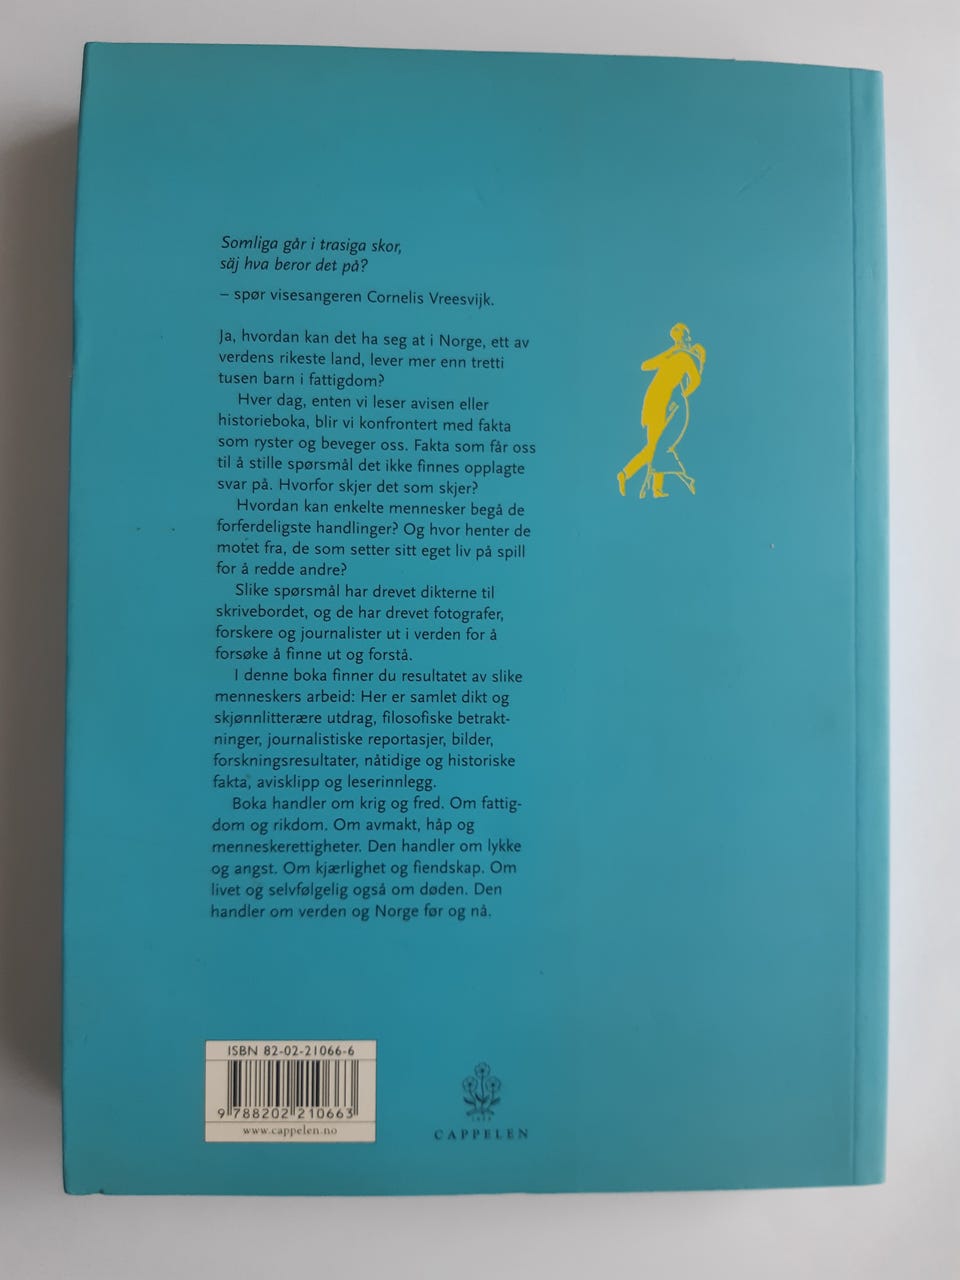 Somliga går i trasiga skor,
säj hva beror det på?
– spør visesangeren Cornelis Vreesvijk.
Ja, hvordan kan det ha seg at i Norge, ett av
verdens rikeste land, lever mer enn tretti
tusen barn i fattigdom?
Hver dag, enten vi leser avisen eller
historieboka, blir vi konfrontert med fakta
som ryster og beveger oss. Fakta som får oss
til å stille spørsmål det ikke finnes opplagte
svar på. Hvorfor skjer det som skjer?
Hvordan kan enkelte mennesker begå de
forferdeligste handlinger? Og hvor henter de
motet fra, de som setter sitt eget liv på spill
for å redde andre?
Slike spørsmål har drevet dikterne til
skrivebordet, og de har drevet fotografer,
forskere og journalister ut i verden for å
forsøke å finne ut og forstå.
I denne boka finner du resultatet av slike
menneskers arbeid: Her er samlet dikt og
skjønnlitterære utdrag, filosofiske betrakt-
ninger, journalistiske reportasjer, bilder,
forskningsresultater, nåtidige og historiske
fakta, avisklipp og leserinnlegg.
Boka handler om krig og fred. Om fattig-
dom og rikdom. Om avmakt, håp og
menneskerettigheter. Den handler om lykke
og angst. Om kjærlighet og fiendskap. Om
livet og selvfølgelig også om døden. Den
handler om verden og Norge før og nå.
ISBN 82-02-21066-6
9 788202 210663
www.cappelen.no
CAPPELEN